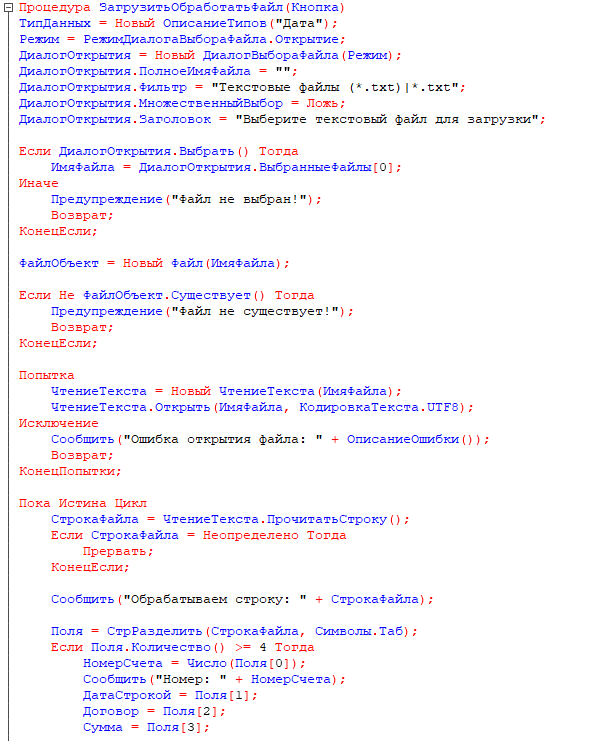 Процедура ЗагрузитьОбработатьФайл(Кнопка)
ТипДанных = Новый ОписаниеТипов("Дата");
Режим = РежимДиалогаВыбораФайла.Открытие;
ДиалогОткрытия = Новый ДиалогВыбораФайла(Режим);
ДиалогОткрытия.ПолноеИмяФайла = "";
ДиалогОткрытия.Фильтр = "Текстовые файлы (*.txt)|*.txt";
ДиалогОткрытия.МножественныйВыбор = Ложь;
ДиалогОткрытия.Заголовок = "Выберите текстовый файл для загрузки";

Если ДиалогОткрытия.Выбрать() Тогда
    ИмяФайла = ДиалогОткрытия.ВыбранныеФайлы[0];
Иначе
    Предупреждение("Файл не выбран!");
    Возврат;
КонецЕсли;

ФайлОбъект = Новый Файл(ИмяФайла);

Если Не ФайлОбъект.Существует() Тогда
    Предупреждение("Файл не существует!");
    Возврат;
КонецЕсли;

Попытка
    ЧтениеТекста = Новый ЧтениеТекста(ИмяФайла);
    ЧтениеТекста.Открыть(ИмяФайла, КодировкаТекста.UTF8);
Исключение
    Сообщить("Ошибка открытия файла: " + ОписаниеОшибки());
    Возврат;
КонецПопытки;

Пока Истина Цикл
    СтрокаФайла = ЧтениеТекста.ПрочитатьСтроку();
    Если СтрокаФайла = Неопределено Тогда
        Прервать;
    КонецЕсли;

    Сообщить("Обрабатываем строку: " + СтрокаФайла);

    Поля = СтрРазделить(СтрокаФайла, Символы.Таб);
    Если Поля.Количество() >= 4 Тогда
        НомерСчета = Число(Поля[0]);
        Сообщить("Номер: " + НомерСчета);
        ДатаСтрокой = Поля[1];
        Договор = Поля[2];
        Сумма = Поля[3];